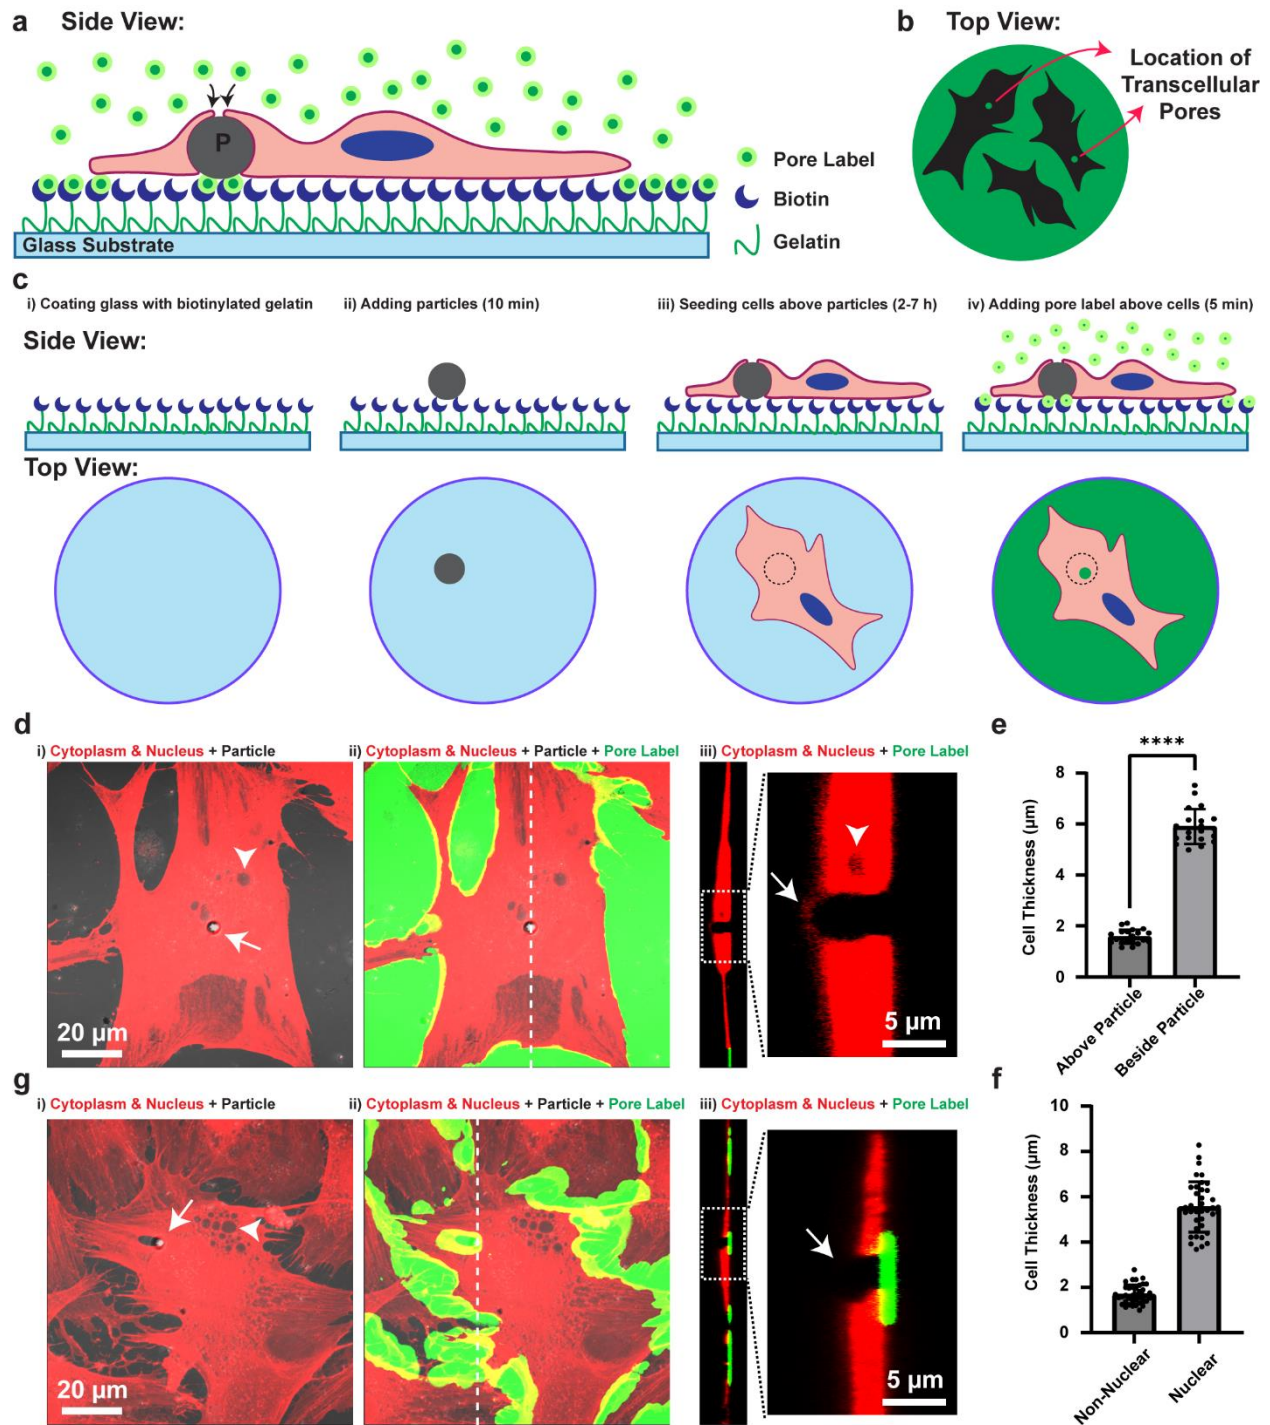 a Side View:
P
Pore Label
Biotin
Gelatin
Glass Substrate
b Top View:
Location of
Transcellular
Pores
c
i) Coating glass with biotinylated gelatin
ii) Adding particles (10 min)
iii) Seeding cells above particles (2-7 h)
iv) Adding pore label above cells (5 min)
Side View:
Top View:
d
i) Cytoplasm & Nucleus + Particle
ii) Cytoplasm & Nucleus + Particle + Pore Label
iii) Cytoplasm & Nucleus + Pore Label
20 µm
5 µm
e
****
Cell Thickness (µm)
8
6
4
2
0
Above Particle
Beside Particle
g
i) Cytoplasm & Nucleus + Particle
ii) Cytoplasm & Nucleus + Particle + Pore Label
iii) Cytoplasm & Nucleus + Pore Label
20 µm
5 µm
f
Cell Thickness (µm)
10
8
6
4
2
0
Non-Nuclear
Nuclear